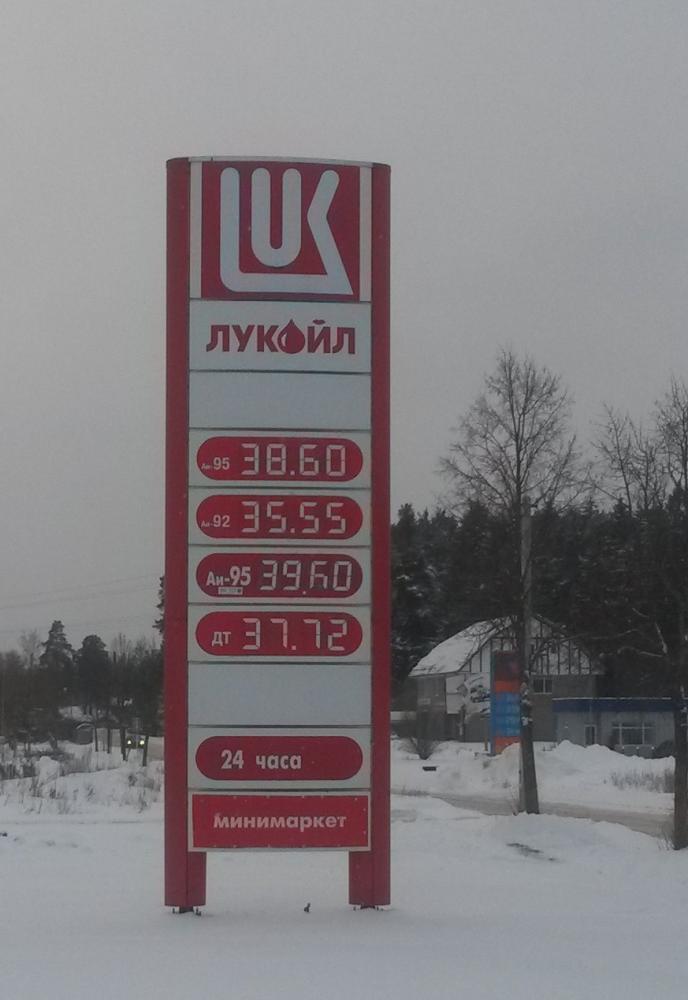 LUK
ЛУКОЙЛ
Аи-95 38.60
Аи-92 35.55
Аи-95 39.60
ДТ 37.72
24 часа
минимаркет